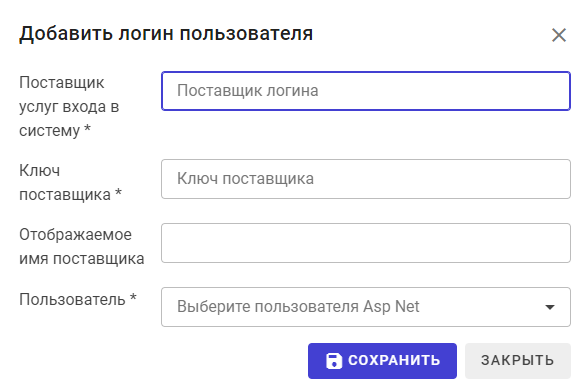 Добавить логин пользователя
Поставщик
услуг входа в
систему *
Поставщик логина
Ключ
поставщика *
Ключ поставщика
Отображаемое
имя поставщика
Пользователь *
Выберите пользователя Asp Net
СОХРАНИТЬ
ЗАКРЫТЬ